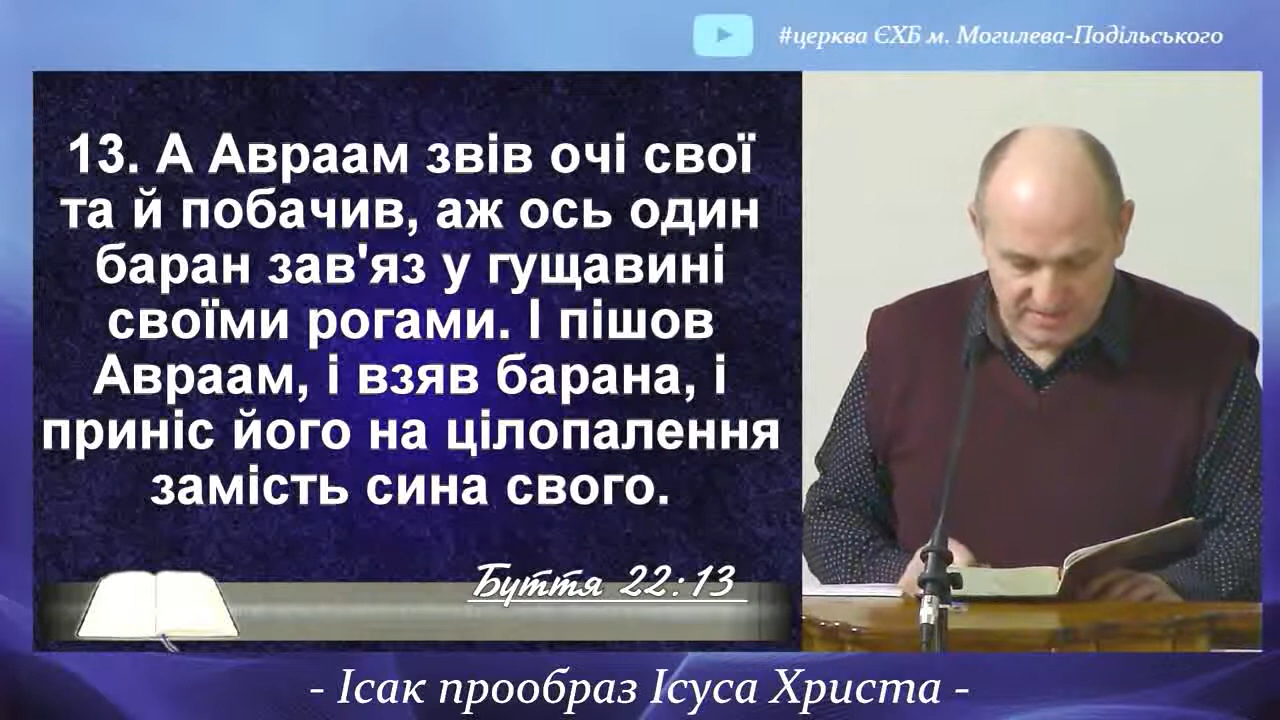 #церква ЄХБ м. Могилева-Подільського
13. А Авраам звів очі свої
та й побачив, аж ось один
баран зав'яз у гущавині
своїми рогами. І пішов
Авраам, і взяв барана, і
приніс його на цілопалення
замість сина свого.
Буття 22:13
- Ісак прообраз Ісуса Христа -